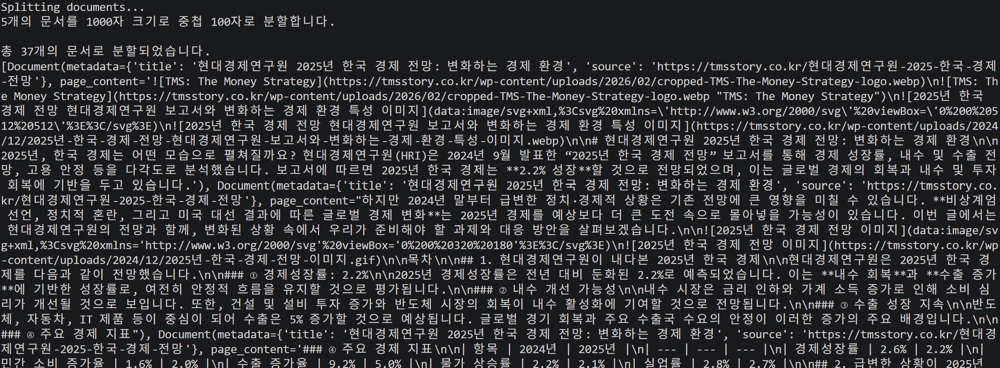 Splitting documents...
5개의 문서를 1000자 크기로 중첩 100자로 분할합니다.

총 37개의 문서로 분할되었습니다.
[Document(metadata={'title': '현대경제연구원 2025년 한국 경제 전망: 변화하는 경제 환경', 'source': 'https://tmsstory.co.kr/현대경제연구원-2025-한국-경제
-전망'}, page_content='![TMS: The Money Strategy](https://tmsstory.co.kr/wp-content/uploads/2026/02/cropped-TMS-The-Money-Strategy-logo.webp)\n![TMS: Th
e Money Strategy](https://tmsstory.co.kr/wp-content/uploads/2026/02/cropped-TMS-The-Money-Strategy-logo.webp "TMS: The Money Strategy")\n![2025년 한국
경제 전망 현대경제연구원 보고서와 변화하는 경제 환경 특성 이미지](data:image/svg+xml,%3Csvg%20xmlns=\'http://www.w3.org/2000/svg\'%20viewBox=\'0%200%205
12%20512\'%3E%3C/svg%3E)\n![2025년 한국 경제 전망 현대경제연구원 보고서와 변화하는 경제 환경 특성 이미지](https://tmsstory.co.kr/wp-content/uploads/2024
/12/2025년-한국-경제-전망-현대경제연구원-보고서와-변화하는-경제-환경-특성-이미지.webp)\n\n# 현대경제연구원 2025년 한국 경제 전망: 변화하는 경제 환경\n\n
2025년, 한국 경제는 어떤 모습으로 펼쳐질까요? 현대경제연구원(HRI)은 2024년 9월 발표한 “2025년 한국 경제 전망” 보고서를 통해 경제 성장률, 내수 및 수출 전
망, 고용 안정 등을 다각도로 분석했습니다. 보고서에 따르면 2025년 한국 경제는 **2.2% 성장**할 것으로 전망되었으며, 이는 글로벌 경제의 회복과 내수 및 투자
회복에 기반을 두고 있습니다.'), Document(metadata={'title': '현대경제연구원 2025년 한국 경제 전망: 변화하는 경제 환경', 'source': 'https://tmsstory.co.
kr/현대경제연구원-2025-한국-경제-전망'}, page_content="하지만 2024년 말부터 급변한 정치·경제적 상황은 기존 전망에 큰 영향을 미칠 수 있습니다. **비상계엄
선언, 정치적 혼란, 그리고 미국 대선 결과에 따른 글로벌 경제 변화**는 2025년 경제를 예상보다 더 큰 도전 속으로 몰아넣을 가능성이 있습니다. 이번 글에서는
현대경제연구원의 전망과 함께, 변화된 상황 속에서 우리가 준비해야 할 과제와 대응 방안을 살펴보겠습니다.\n\n![2025년 한국 경제 전망 이미지](data:image/sv
g+xml,%3Csvg%20xmlns='http://www.w3.org/2000/svg'%20viewBox='0%200%20320%20180'%3E%3C/svg%3E)\n![2025년 한국 경제 전망 이미지](https://tmsstory.co.kr/wp
-content/uploads/2024/12/2025년-한국-경제-전망-이미지.gif)\n\n목차\n\n## 1. 현대경제연구원이 내다본 2025년 한국 경제\n\n현대경제연구원은 2025년 한국 경
제를 다음과 같이 전망했습니다.\n\n### ① 경제성장률: 2.2%\n\n2025년 경제성장률은 전년 대비 둔화된 2.2%로 예측되었습니다. 이는 **내수 회복**과 **수출 증가
**에 기반한 성장률로, 여전히 안정적 흐름을 유지할 것으로 평가됩니다.\n\n### ② 내수 개선 가능성\n\n내수 시장은 금리 인하와 가계 소득 증가로 인해 소비 심
리가 개선될 것으로 보입니다. 또한, 건설 및 설비 투자 증가와 반도체 시장의 회복이 내수 활성화에 기여할 것으로 전망됩니다.\n\n### ③ 수출 성장 지속\n\n반도
체, 자동차, IT 제품 등이 중심이 되어 수출은 5% 증가할 것으로 예상됩니다. 글로벌 경기 회복과 주요 수출국 수요의 안정이 이러한 증가의 주요 배경입니다.\n\n
### ④ 주요 경제 지표"), Document(metadata={'title': '현대경제연구원 2025년 한국 경제 전망: 변화하는 경제 환경', 'source': 'https://tmsstory.co.kr/현대경
제연구원-2025-한국-경제-전망'}, page_content='### ④ 주요 경제 지표\n\n| 항목 | 2024년 | 2025년 |\n| --- | --- | --- |\n| 경제성장률 | 2.6% | 2.2% |\n|
민간 소비 증가율 | 1.6% | 2.0% |\n| 수출 증가율 | 9.2% | 5.0% |\n| 물가 상승률 | 2.2% | 2.1% |\n| 실업률 | 2.8% | 2.7% |\n\n## 2. 급변한 상황이 2025년